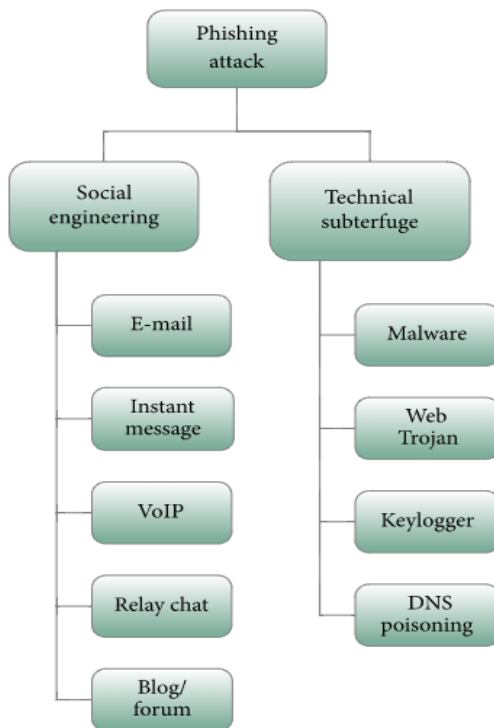 Phishing
attack
Social
engineering
E-mail
Instant
message
VoIP
Relay chat
Blog/
forum
Technical
subterfuge
Malware
Web
Trojan
Keylogger
DNS
poisoning